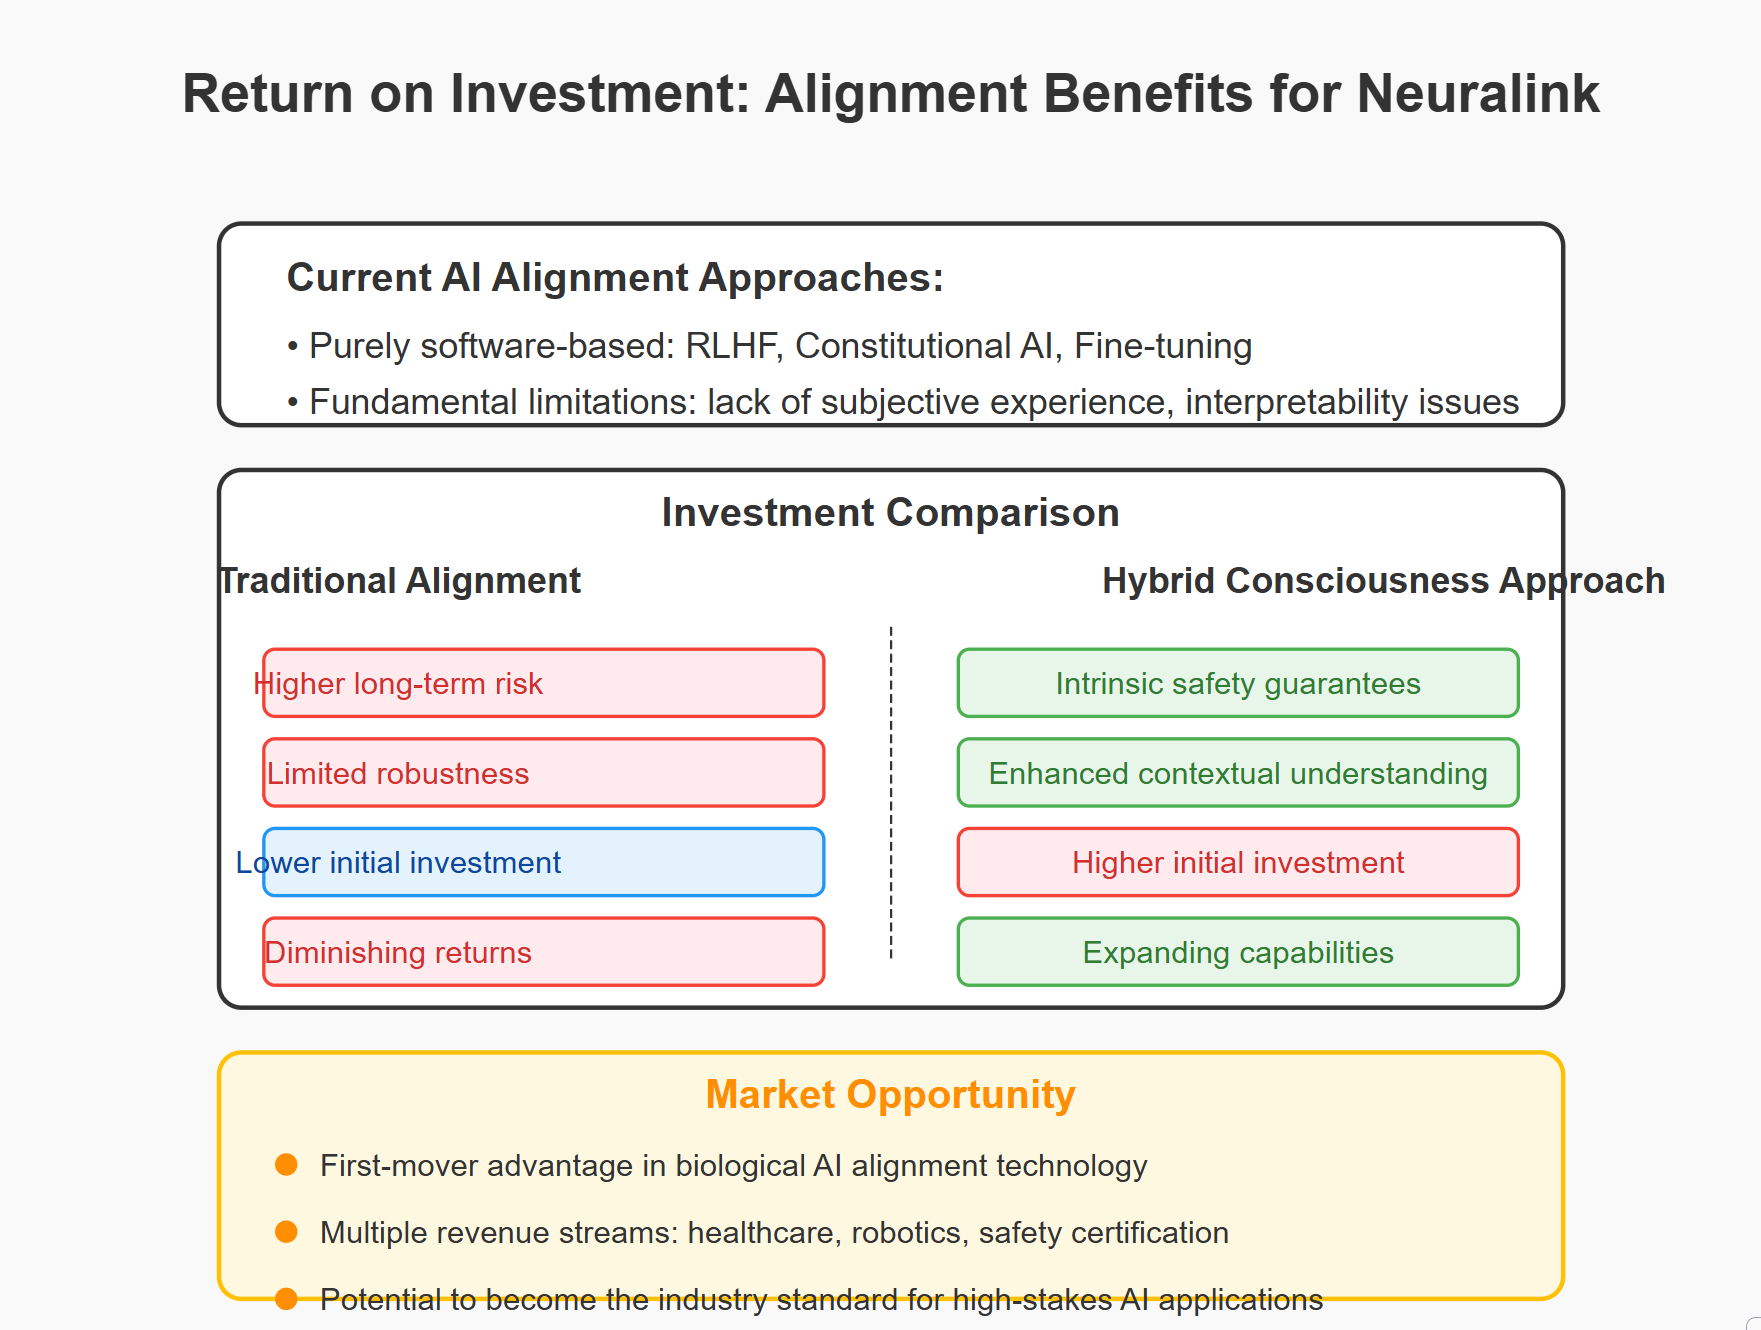 Return on Investment: Alignment Benefits for Neuralink
Current AI Alignment Approaches:
• Purely software-based: RLHF, Constitutional AI, Fine-tuning
• Fundamental limitations: lack of subjective experience, interpretability issues
Investment Comparison
Traditional Alignment
Higher long-term risk
Limited robustness
Lower initial investment
Diminishing returns
Hybrid Consciousness Approach
Intrinsic safety guarantees
Enhanced contextual understanding
Higher initial investment
Expanding capabilities
Market Opportunity
First-mover advantage in biological AI alignment technology
Multiple revenue streams: healthcare, robotics, safety certification
Potential to become the industry standard for high-stakes AI applications